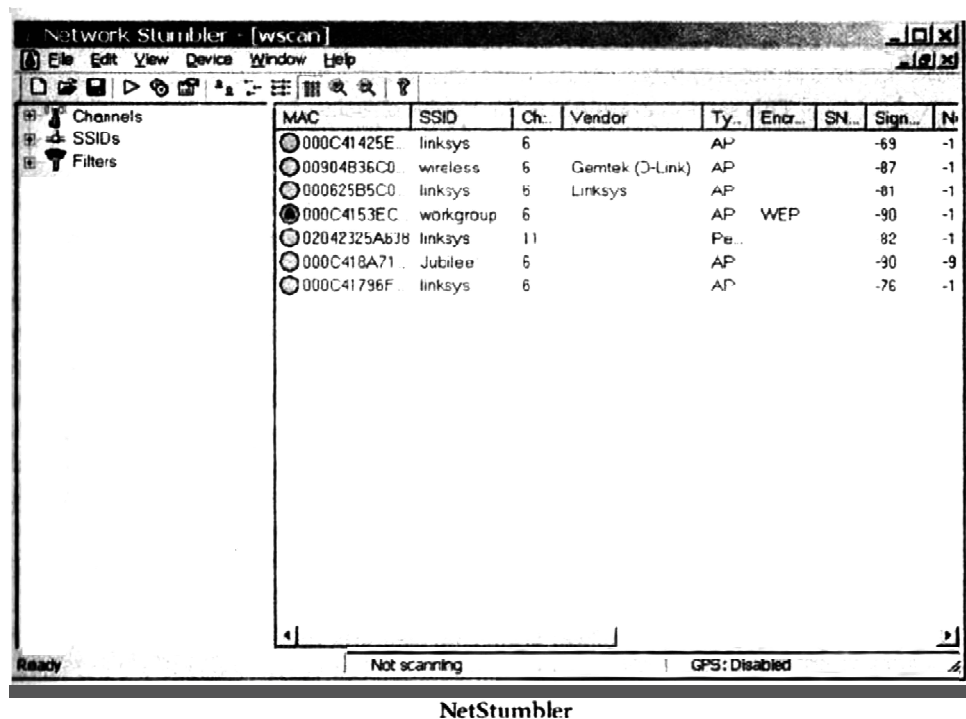 Network Stumbler - [wscan]
File Edit View Device Window Help
Channels
SSIDs
Filters
MAC SSID Ch... Vendor Ty... Encr... SN... Sign...
000C41425E... linksys 6 AP -69 -1
00904B36C0... wireless 6 Gemtek (D-Link) AP -87 -1
000625B5C0... linksys 6 Linksys AP -81 -1
000C4153EC... workgroup 6 AP WEP -90 -1
02042325A638 linksys 11 Pe... 82 -1
000C418A71... Jubilee 6 AP -90 -9
000C41796F... linksys 6 AP -76 -1
Ready Not scanning GPS: Disabled
NetStumbler